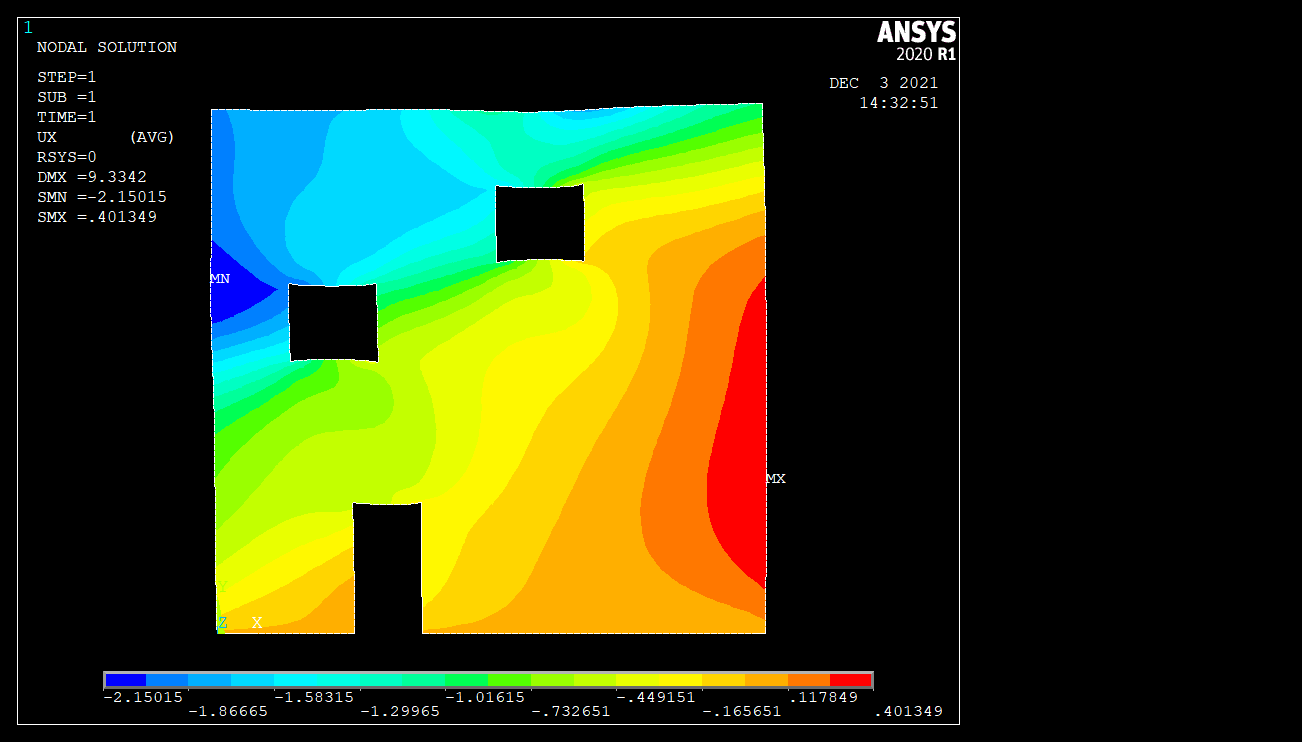 1
ANSYS
2020 R1
NODAL SOLUTION
STEP=1
SUB =1
TIME=1
UX (AVG)
RSYS=0
DMX =9.3342
SMN =-2.15015
SMX =.401349
DEC 3 2021
14:32:51
MN
MX
Y
Z X
-2.15015 -1.58315 -1.01615 -.449151 .117849
-1.86665 -1.29965 -.732651 -.165651 .401349